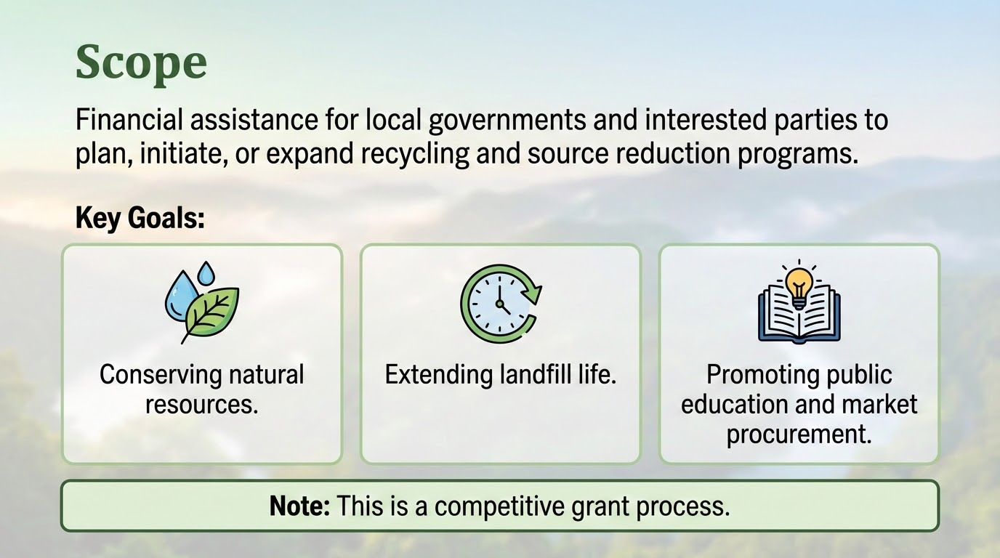 Scope
Financial assistance for local governments and interested parties to
plan, initiate, or expand recycling and source reduction programs.
Key Goals:
Conserving natural
resources.
Extending landfill life.
Promoting public
education and market
procurement.
Note: This is a competitive grant process.